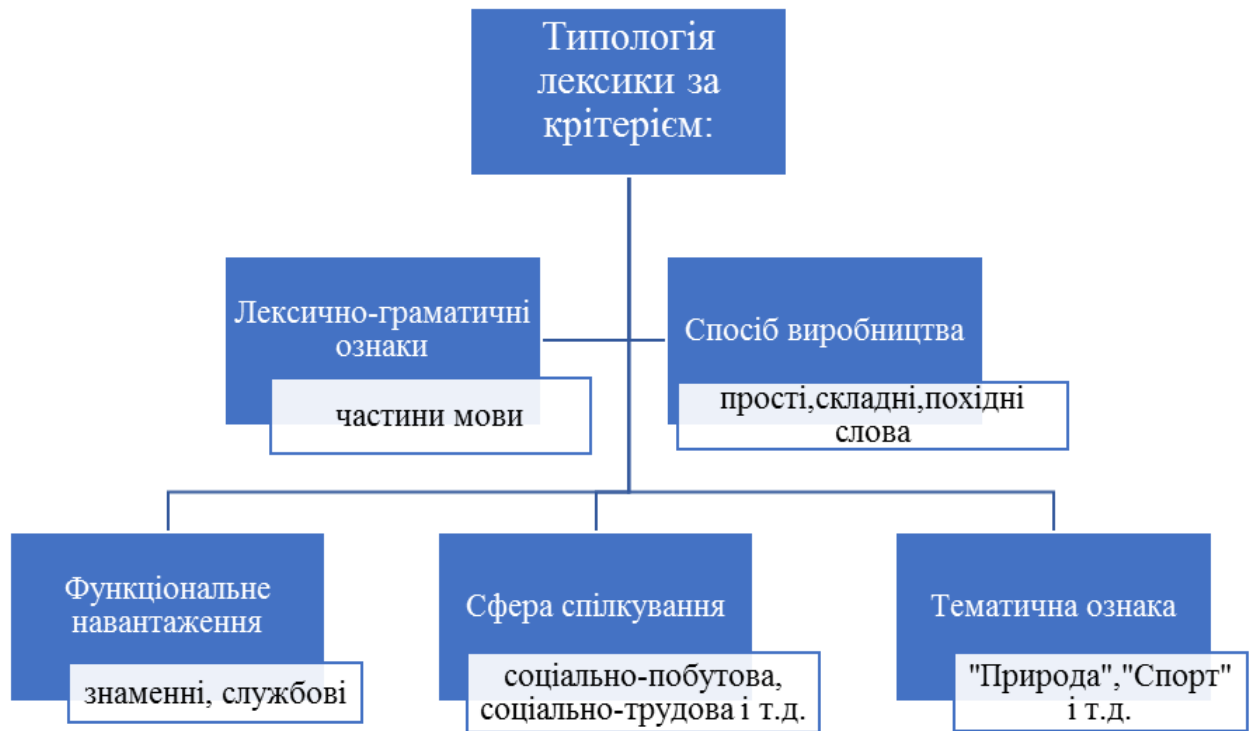 Типологія
лексики за
крітерієм:
Лексично-граматичні
ознаки
частини мови
Спосіб виробництва
прості,складні,похідні
слова
Функціональне
навантаження
знаменні, службові
Сфера спілкування
соціально-побутова,
соціально-трудова і т.д.
Тематична ознака
"Природа","Спорт"
і т.д.